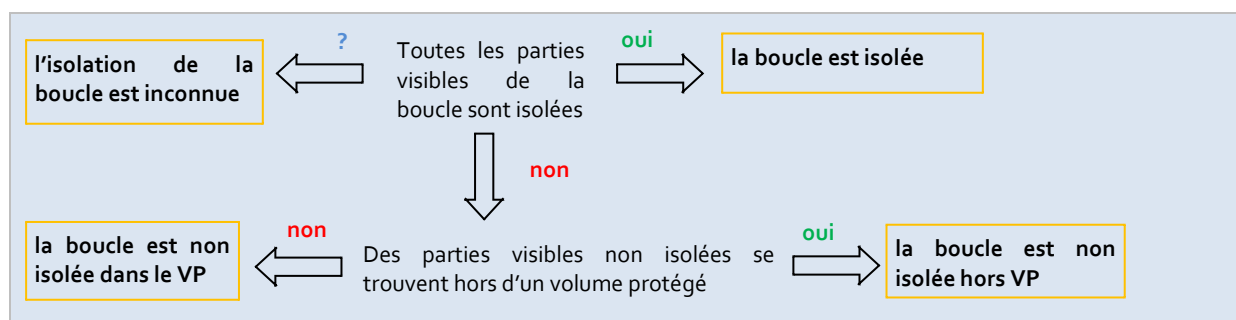 l'isolation de la
boucle est inconnue
?
Toutes les parties
visibles de la
boucle sont isolées
oui
la boucle est isolée
non
la boucle est non
isolée dans le VP
non
Des parties visibles non isolées se
trouvent hors d'un volume protégé
oui
la boucle est non
isolée hors VP